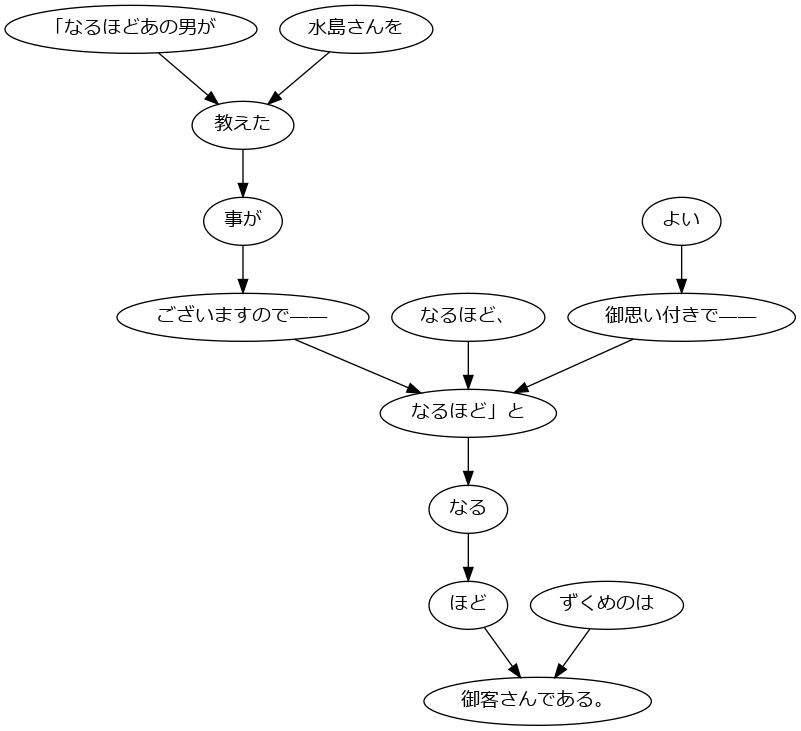 「なるほどあの男が
水島さんを
教えた
事が
よい
ございますので——
なるほど、
御思い付きで——
なるほど」と
なる
ほど
ずくめのは
御客さんである。